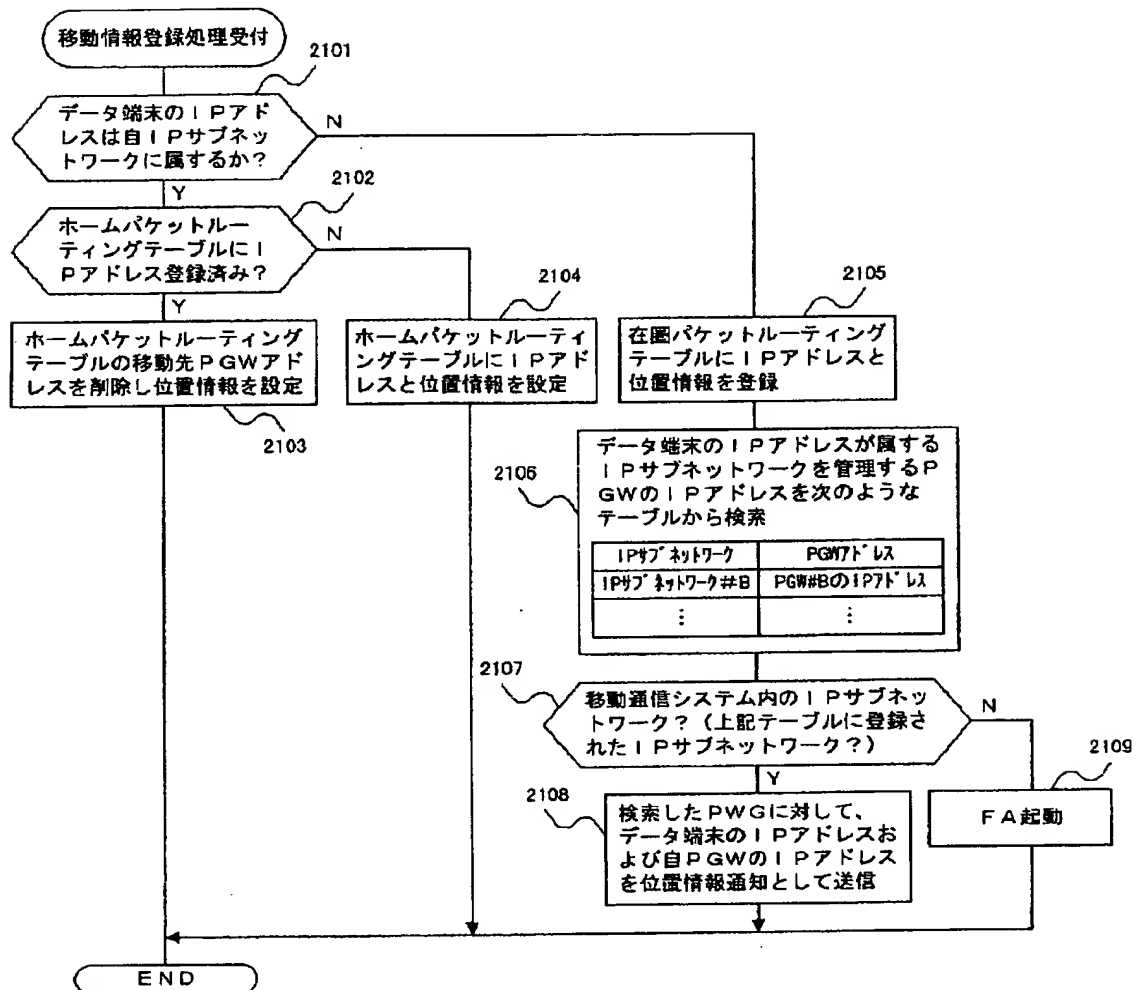 移動情報登録処理受付
2101
データ端末のIPアド
レスは自IPサブネッ
トワークに属するか?
N
Y
2102
ホームパケットルー
ティングテーブルにI
Pアドレス登録済み?
N
Y
ホームパケットルーティング
テーブルの移動先PGWアド
レスを削除し位置情報を設定
2103
2104
ホームパケットルーティ
ングテーブルにIPアド
レスと位置情報を設定
2105
在圏パケットルーティング
テーブルにIPアドレスと
位置情報を登録
2106
データ端末のIPアドレスが属する
IPサブネットワークを管理するP
GWのIPアドレスを次のような
テーブルから検索
IPサブネットワーク PGWアドレス
IPサブネットワーク#B PGW#BのIPアドレス
⋮ ⋮
2107
移動通信システム内のIPサブネッ
トワーク?(上記テーブルに登録さ
れたIPサブネットワーク?)
N
Y
2108
検索したPWGに対して、
データ端末のIPアドレスお
よび自PGWのIPアドレス
を位置情報通知として送信
2109
FA起動
END